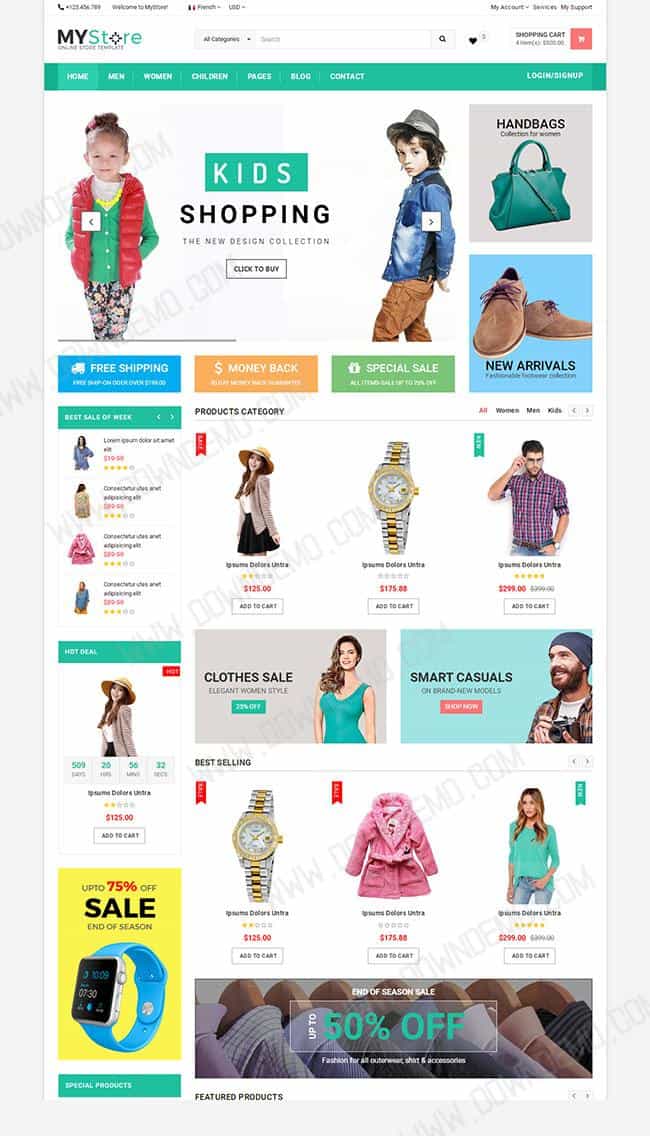 +123.456.789 Welcome to MyStore! French USD My Account Services My Support
MYStore
ONLINE STORE TEMPLATE
All Categories Search
0
SHOPPING CART
4 item(s): $500.00
HOME MEN WOMEN CHILDREN PAGES BLOG CONTACT LOGIN/SIGNUP
KIDS
SHOPPING
THE NEW DESIGN COLLECTION
CLICK TO BUY
HANDBAGS
Collection for women
NEW ARRIVALS
Fashionable footwear collection
FREE SHIPPING
FREE SHIP-ON ODER OVER $199.00
MONEY BACK
30 DAY MONEY BACK GUARANTEE
SPECIAL SALE
ALL ITEMS-SALE UP TO 75% OFF
BEST SALE OF WEEK
Lorem ipsum dolor sit amet
elit
$19.50
Consectetur utes anet
adipisicing elit
$89.50
Consectetur utes anet
adipisicing elit
$89.50
Consectetur utes anet
adipisicing elit
$89.50
PRODUCTS CATEGORY All Women Men Kids
SALE
NEW
Ipsums Dolors Untra Ipsums Dolors Untra Ipsums Dolors Untra
$125.00 $175.88 $299.00 $399.00
ADD TO CART ADD TO CART ADD TO CART
HOT DEAL
HOT
509 20 56 32
DAYS HRS MINS SECS
Ipsums Dolors Untra
$125.00
ADD TO CART
CLOTHES SALE
ELEGANT WOMEN STYLE
25% OFF
SMART CASUALS
ON BRAND-NEW MODELS
SHOP NOW
BEST SELLING
SALE SALE NEW
Ipsums Dolors Untra Ipsums Dolors Untra Ipsums Dolors Untra
$125.00 $175.88 $299.00 $399.00
ADD TO CART ADD TO CART ADD TO CART
UPTO 75% OFF
SALE
END OF SEASON
10:09
07:30
END OF SEASON SALE
UP TO
50% OFF
Fashion for all outerwear, shirt & accessories
SPECIAL PRODUCTS
FEATURED PRODUCTS
WWW.DOWNDEMO.COM